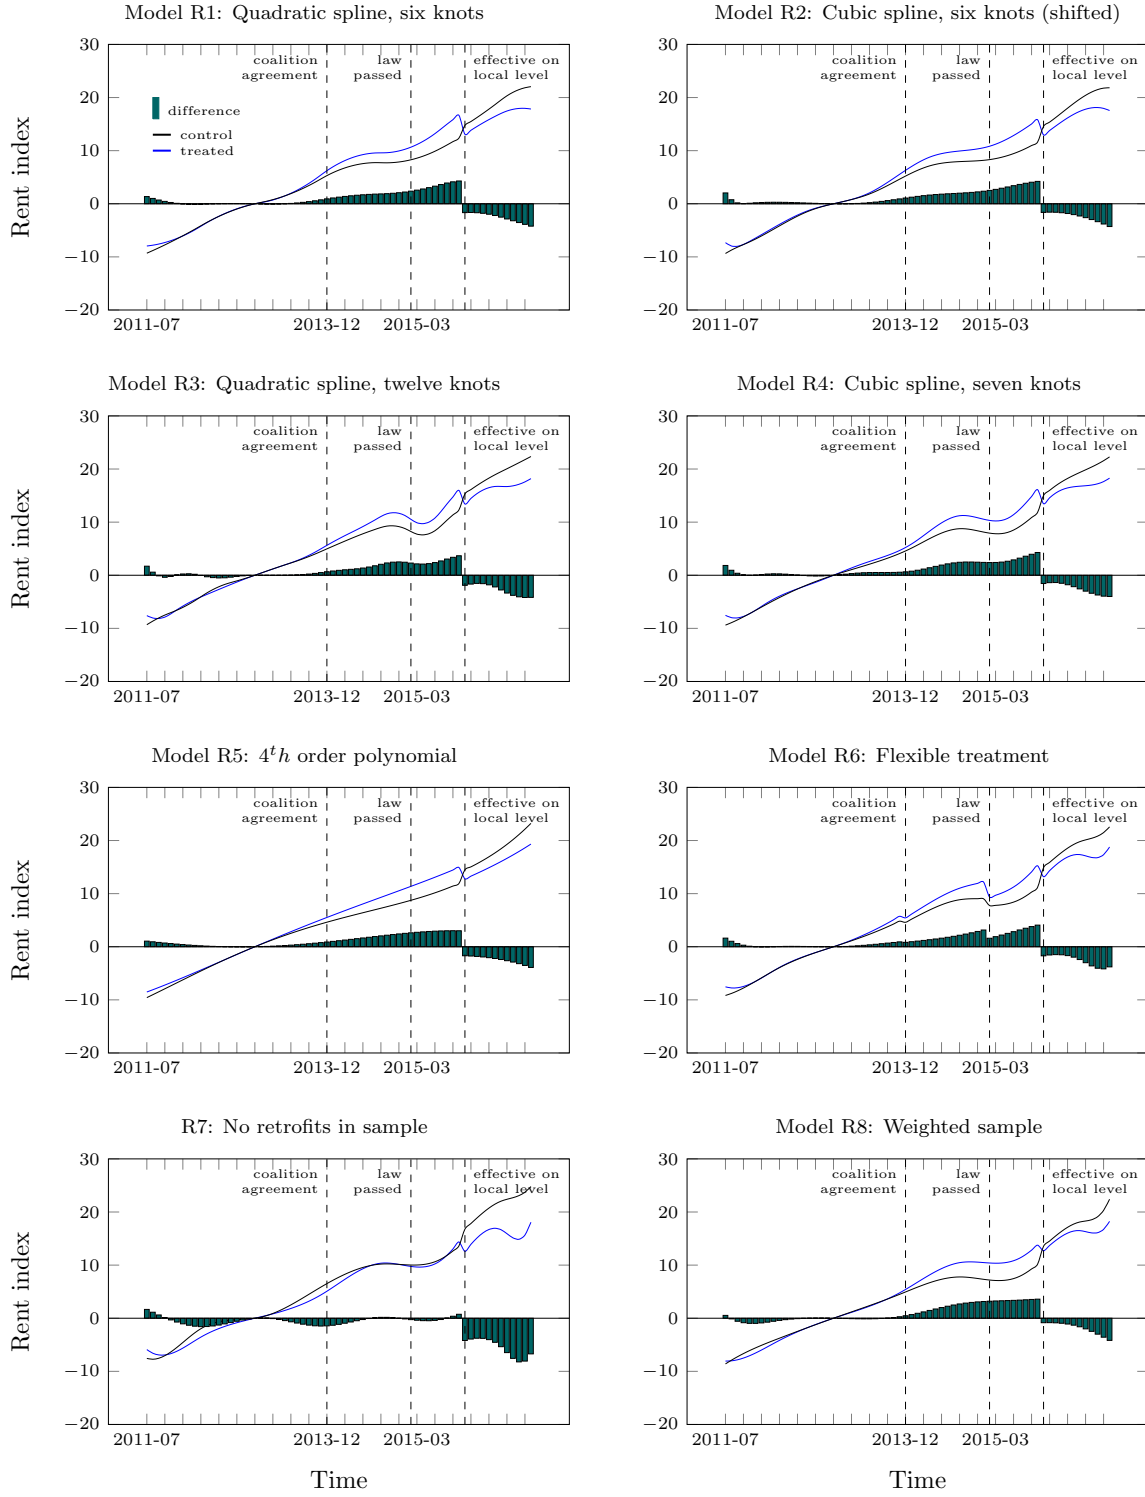 Model R1: Quadratic spline, six knots
30
20
10
0
−10
−20
Rent index
coalition
agreement
law
passed
effective on
local level
difference
control
treated
2011-07
2013-12
2015-03
Model R2: Cubic spline, six knots (shifted)
30
20
10
0
−10
−20
coalition
agreement
law
passed
effective on
local level
2011-07
2013-12
2015-03
Model R3: Quadratic spline, twelve knots
30
20
10
0
−10
−20
Rent index
coalition
agreement
law
passed
effective on
local level
2011-07
2013-12
2015-03
Model R4: Cubic spline, seven knots
30
20
10
0
−10
−20
coalition
agreement
law
passed
effective on
local level
2011-07
2013-12
2015-03
Model R5: 4th order polynomial
30
20
10
0
−10
−20
Rent index
coalition
agreement
law
passed
effective on
local level
2011-07
2013-12
2015-03
Model R6: Flexible treatment
30
20
10
0
−10
−20
coalition
agreement
law
passed
effective on
local level
2011-07
2013-12
2015-03
R7: No retrofits in sample
30
20
10
0
−10
−20
Rent index
coalition
agreement
law
passed
effective on
local level
2011-07
2013-12
2015-03
Time
Model R8: Weighted sample
30
20
10
0
−10
−20
coalition
agreement
law
passed
effective on
local level
2011-07
2013-12
2015-03
Time